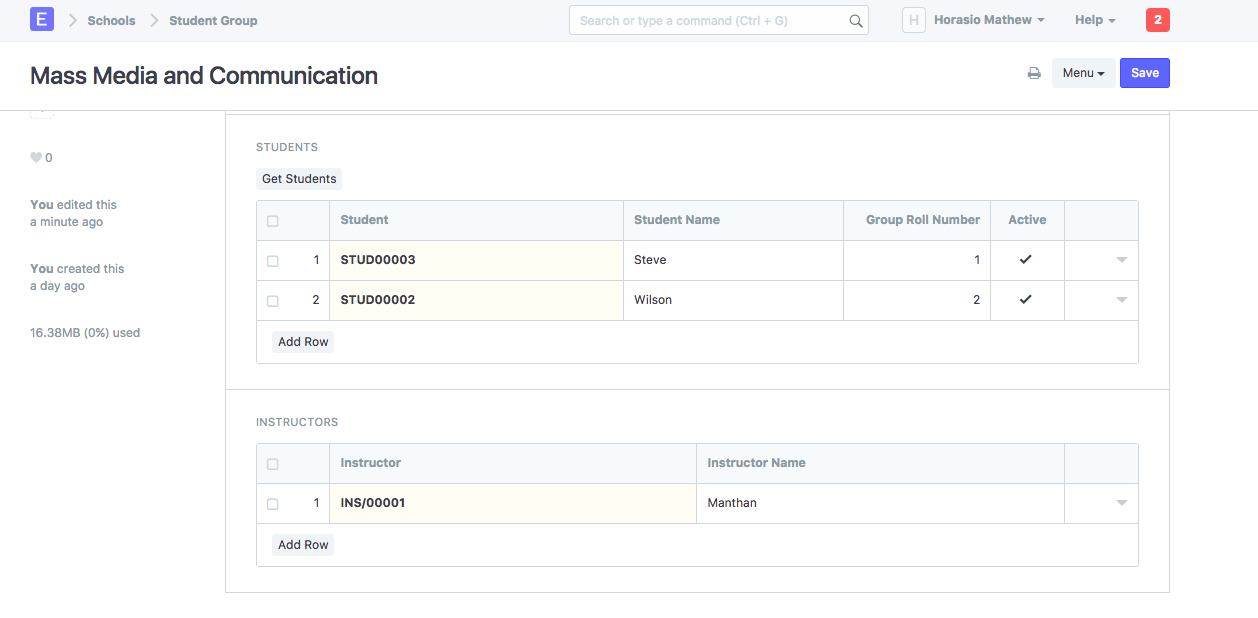 E Schools Student Group Search or type a command (Ctrl + G) H Horasio Mathew Help 2
Mass Media and Communication Menu Save
0
You edited this
a minute ago
You created this
a day ago
16.38MB (0%) used
STUDENTS
Get Students
Student Student Name Group Roll Number Active
1 STUD00003 Steve 1
2 STUD00002 Wilson 2
Add Row
INSTRUCTORS
Instructor Instructor Name
1 INS/00001 Manthan
Add Row